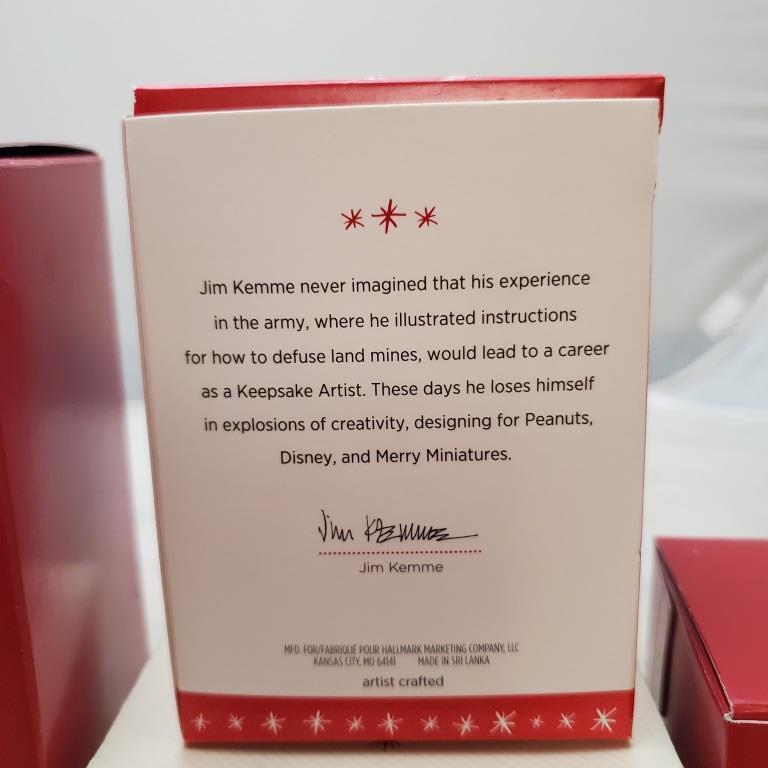 Jim Kemme never imagined that his experience
in the army, where he illustrated instructions
for how to defuse land mines, would lead to a career
as a Keepsake Artist. These days he loses himself
in explosions of creativity, designing for Peanuts,
Disney, and Merry Miniatures.
Jim Kemme
Jim Kemme
MFD. FOR/FABRIQUÉ POUR HALLMARK MARKETING COMPANY, LLC
KANSAS CITY, MO 64141 MADE IN SRI LANKA
artist crafted